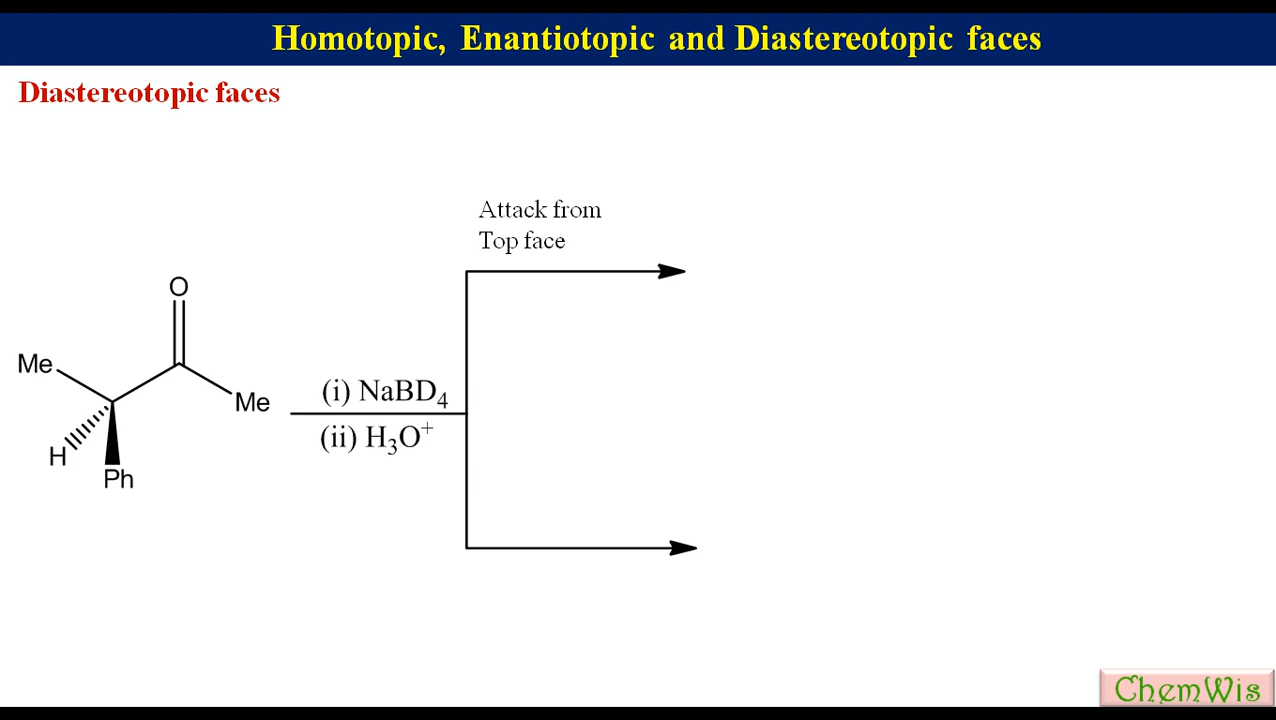 Homotopic, Enantiotopic and Diastereotopic faces
Diastereotopic faces
Attack from
Top face
O
Me
Me
H
Ph
(i) NaBD₄
(ii) H₃O⁺
ChemWis